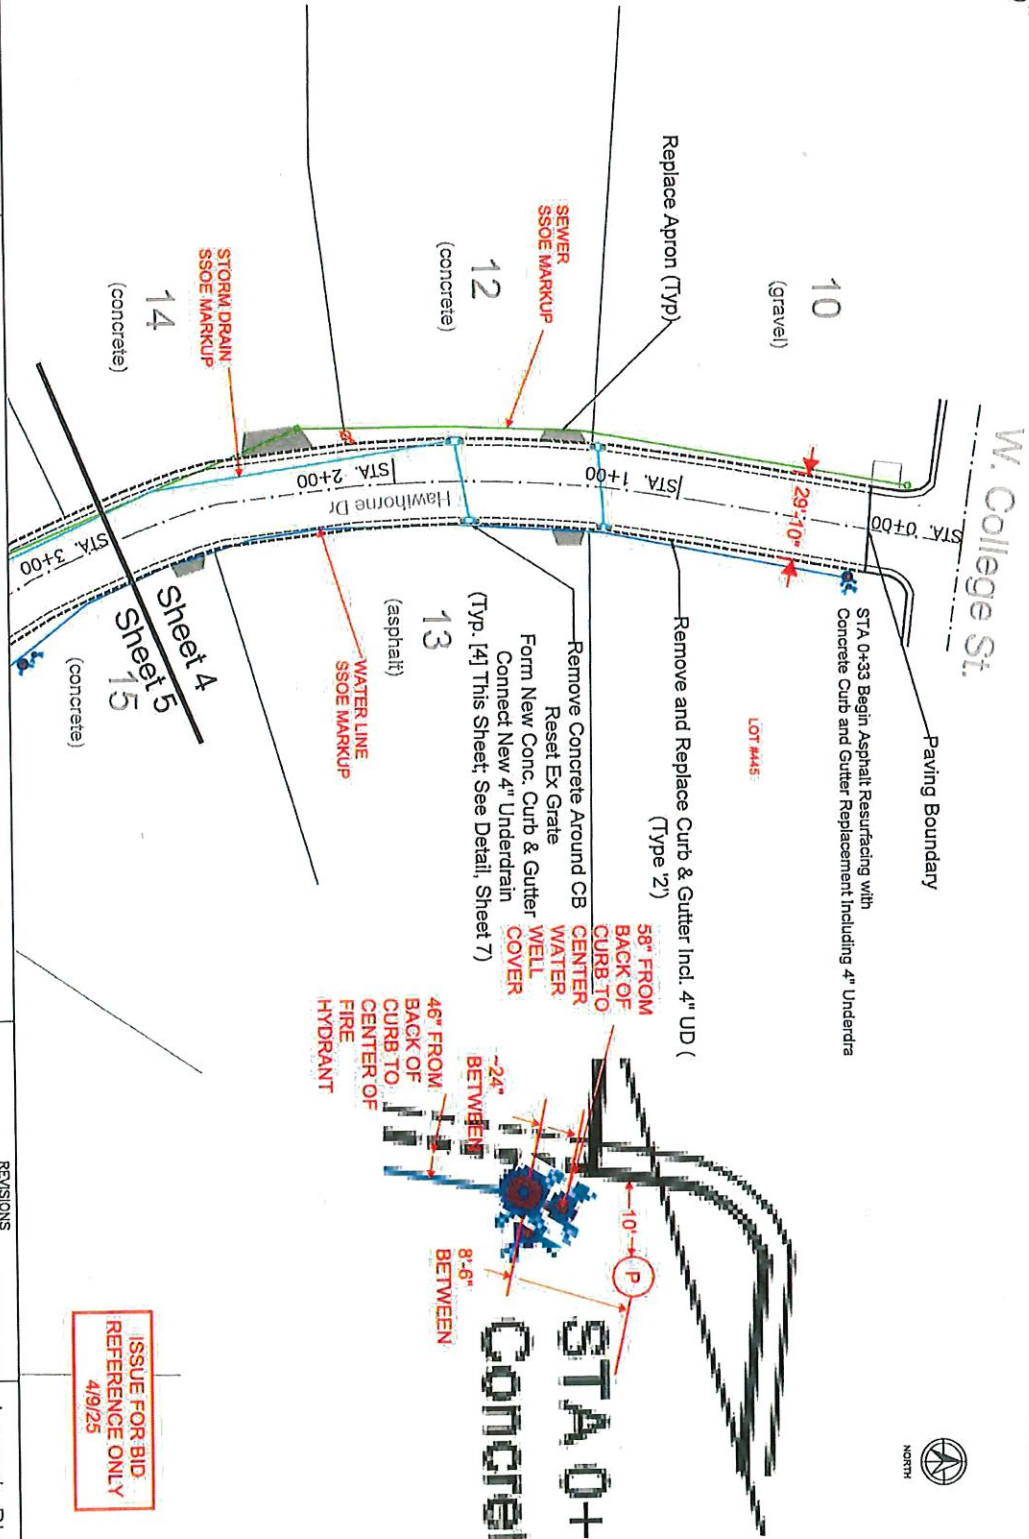 W. College St.
Paving Boundary
STA 0+33 Begin Asphalt Resurfacing with
Concrete Curb and Gutter Replacement Including 4" Underdra
10
(gravel)
STA. 0+00
29'-10"
LOT #445
Replace Apron (Typ)
STA. 1+00
Remove and Replace Curb & Gutter Incl. 4" UD (
(Type '2')
SEWER
SSOE MARKUP
12
(concrete)
Remove Concrete Around CB
Reset Ex Grate
Form New Conc. Curb & Gutter
Connect New 4" Underdrain
(Typ. [4] This Sheet; See Detail, Sheet 7)
STA. 2+00
Hawthorne Dr
13
(asphalt)
WATER LINE
SSOE MARKUP
STORM DRAIN
SSOE MARKUP
14
(concrete)
STA. 3+00
Sheet 4
Sheet 5
15
(concrete)
58" FROM
BACK OF
CURB TO
CENTER
WATER
WELL
COVER
~24"
BETWEEN
46" FROM
BACK OF
CURB TO
CENTER OF
FIRE
HYDRANT
10'
P
8'-6"
BETWEEN
STA 0+
Concre
NORTH
ISSUE FOR BID
REFERENCE ONLY
4/9/25
REVISIONS